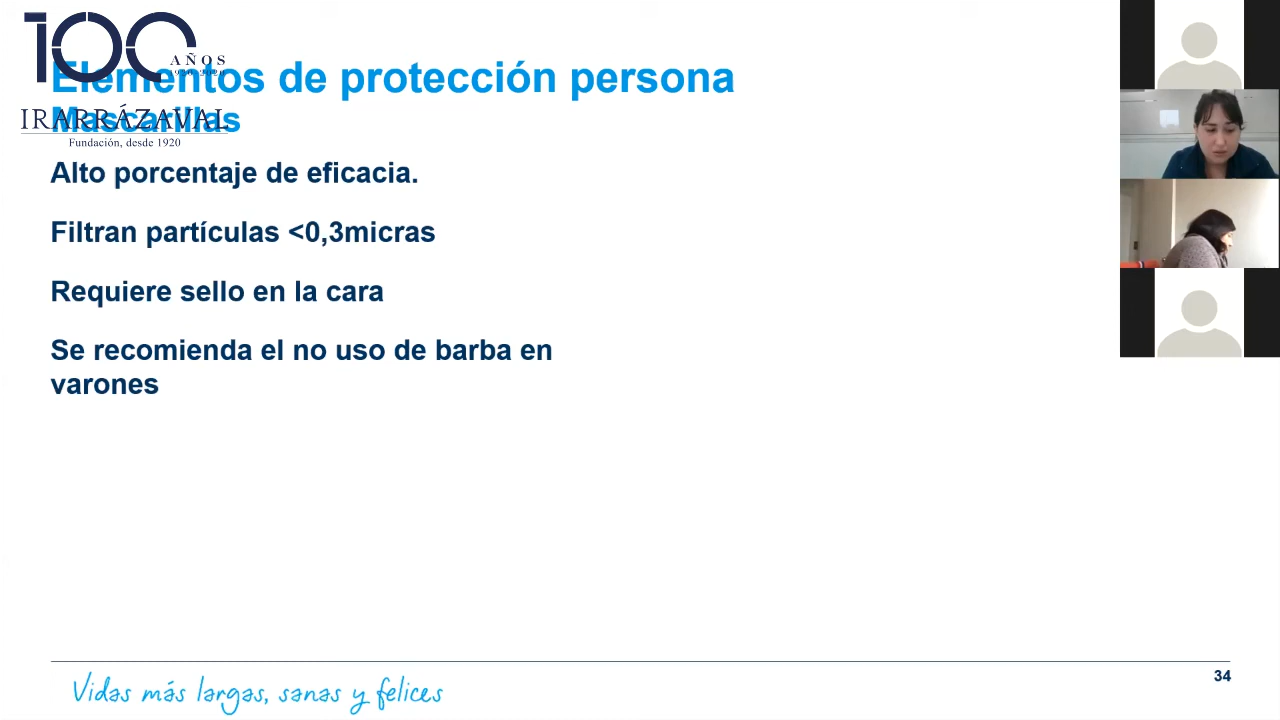 100
AÑOS
1920-2020
Elementos de protección persona
IRARRÁZAVAL
Mascarillas
Fundación, desde 1920
Alto porcentaje de eficacia.
Filtran partículas <0,3micras
Requiere sello en la cara
Se recomienda el no uso de barba en
varones
Vidas más largas, sanas y felices
34